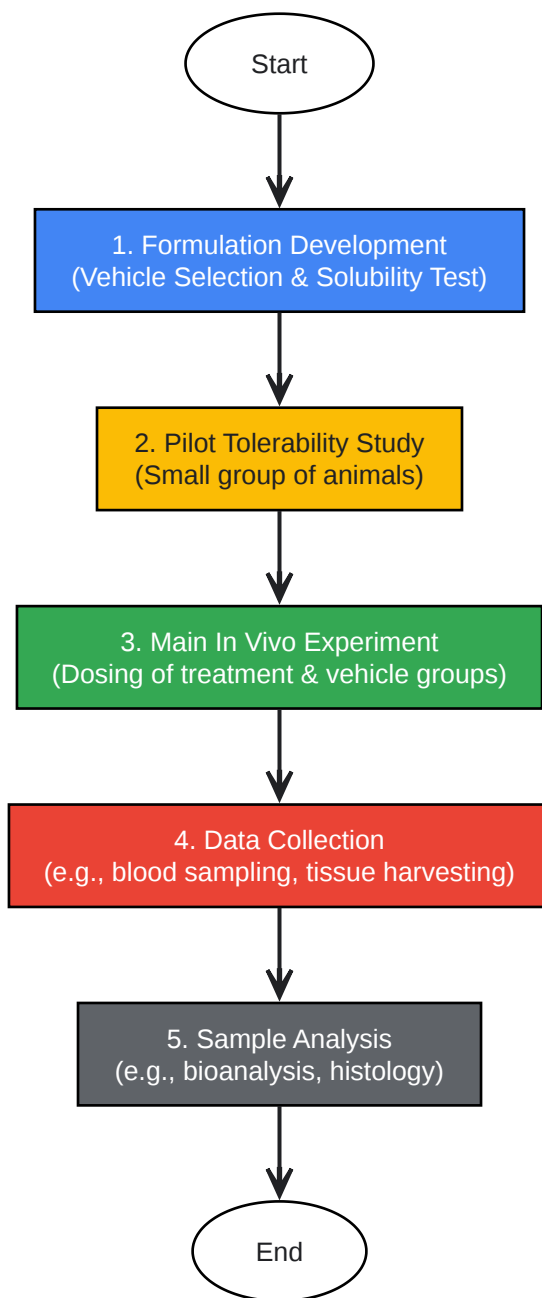 Start
1. Formulation Development
(Vehicle Selection & Solubility Test)
2. Pilot Tolerability Study
(Small group of animals)
3. Main In Vivo Experiment
(Dosing of treatment & vehicle groups)
4. Data Collection
(e.g., blood sampling, tissue harvesting)
5. Sample Analysis
(e.g., bioanalysis, histology)
End